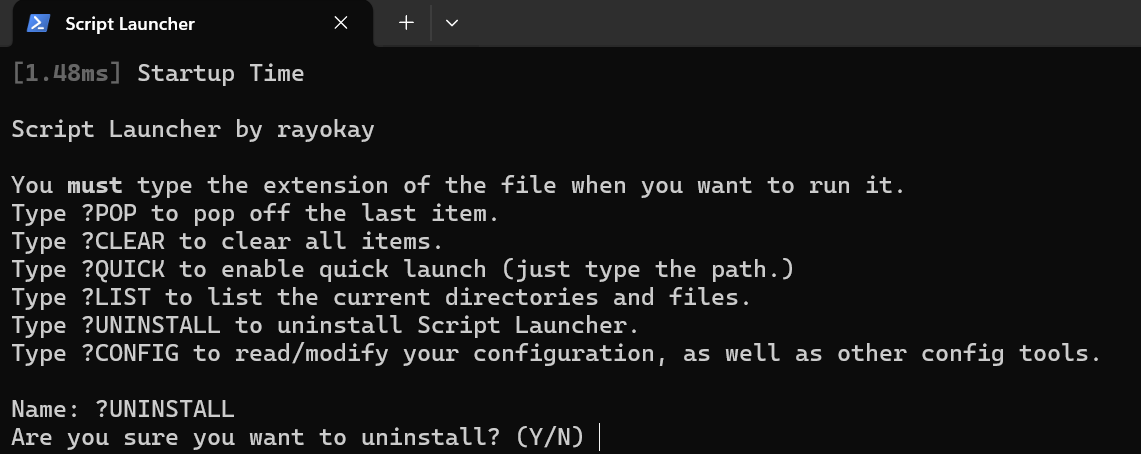 Script Launcher
[1.48ms] Startup Time
Script Launcher by rayokay
You must type the extension of the file when you want to run it.
Type ?POP to pop off the last item.
Type ?CLEAR to clear all items.
Type ?QUICK to enable quick launch (just type the path.)
Type ?LIST to list the current directories and files.
Type ?UNINSTALL to uninstall Script Launcher.
Type ?CONFIG to read/modify your configuration, as well as other config tools.
Name: ?UNINSTALL
Are you sure you want to uninstall? (Y/N)